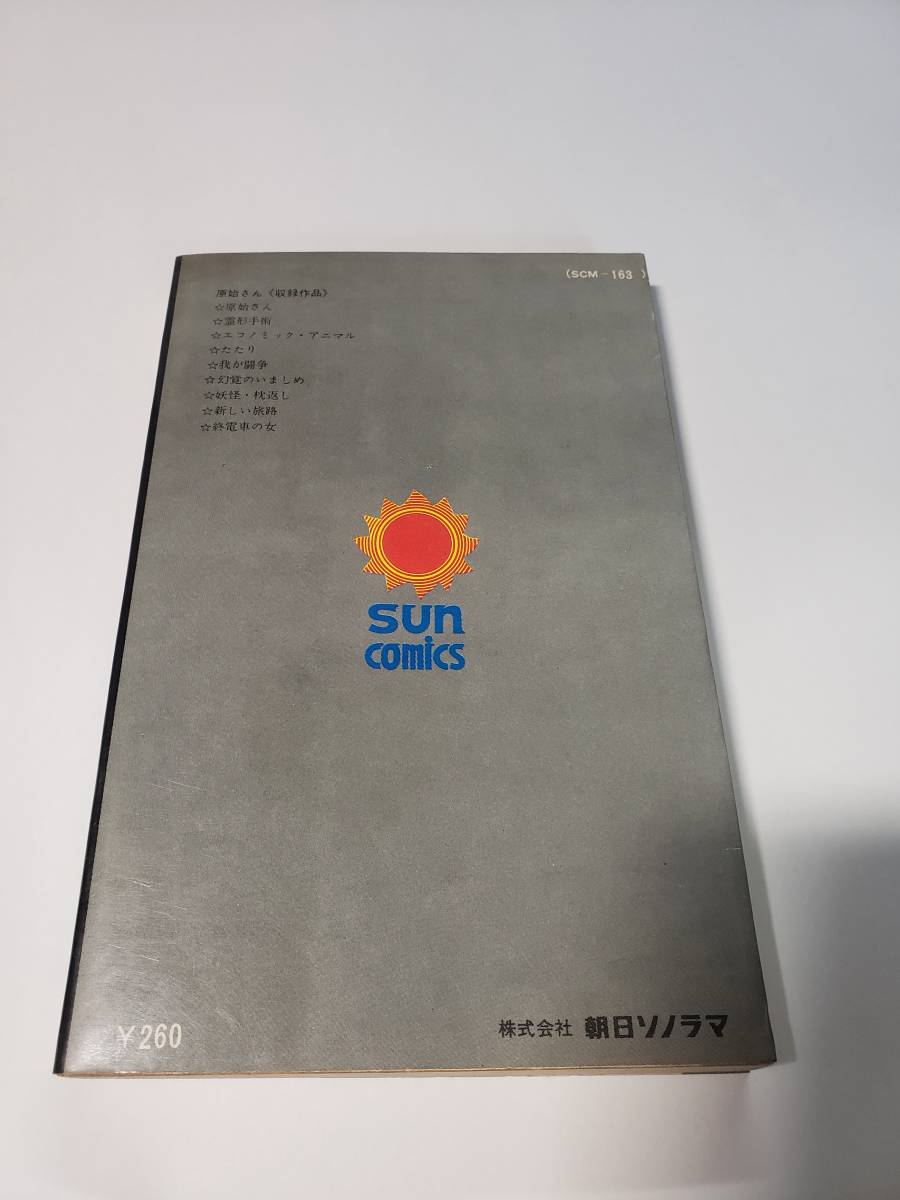 (SCM-163 )
原始さん《収録作品》
☆原始さん
☆霊形手術
☆エコノミック・アニマル
☆たたり
☆我が闘争
☆幻覚のいましめ
☆妖怪・枕返し
☆新しい旅路
☆終電車の女
sun
comics
¥260
株式会社 朝日ソノラマ